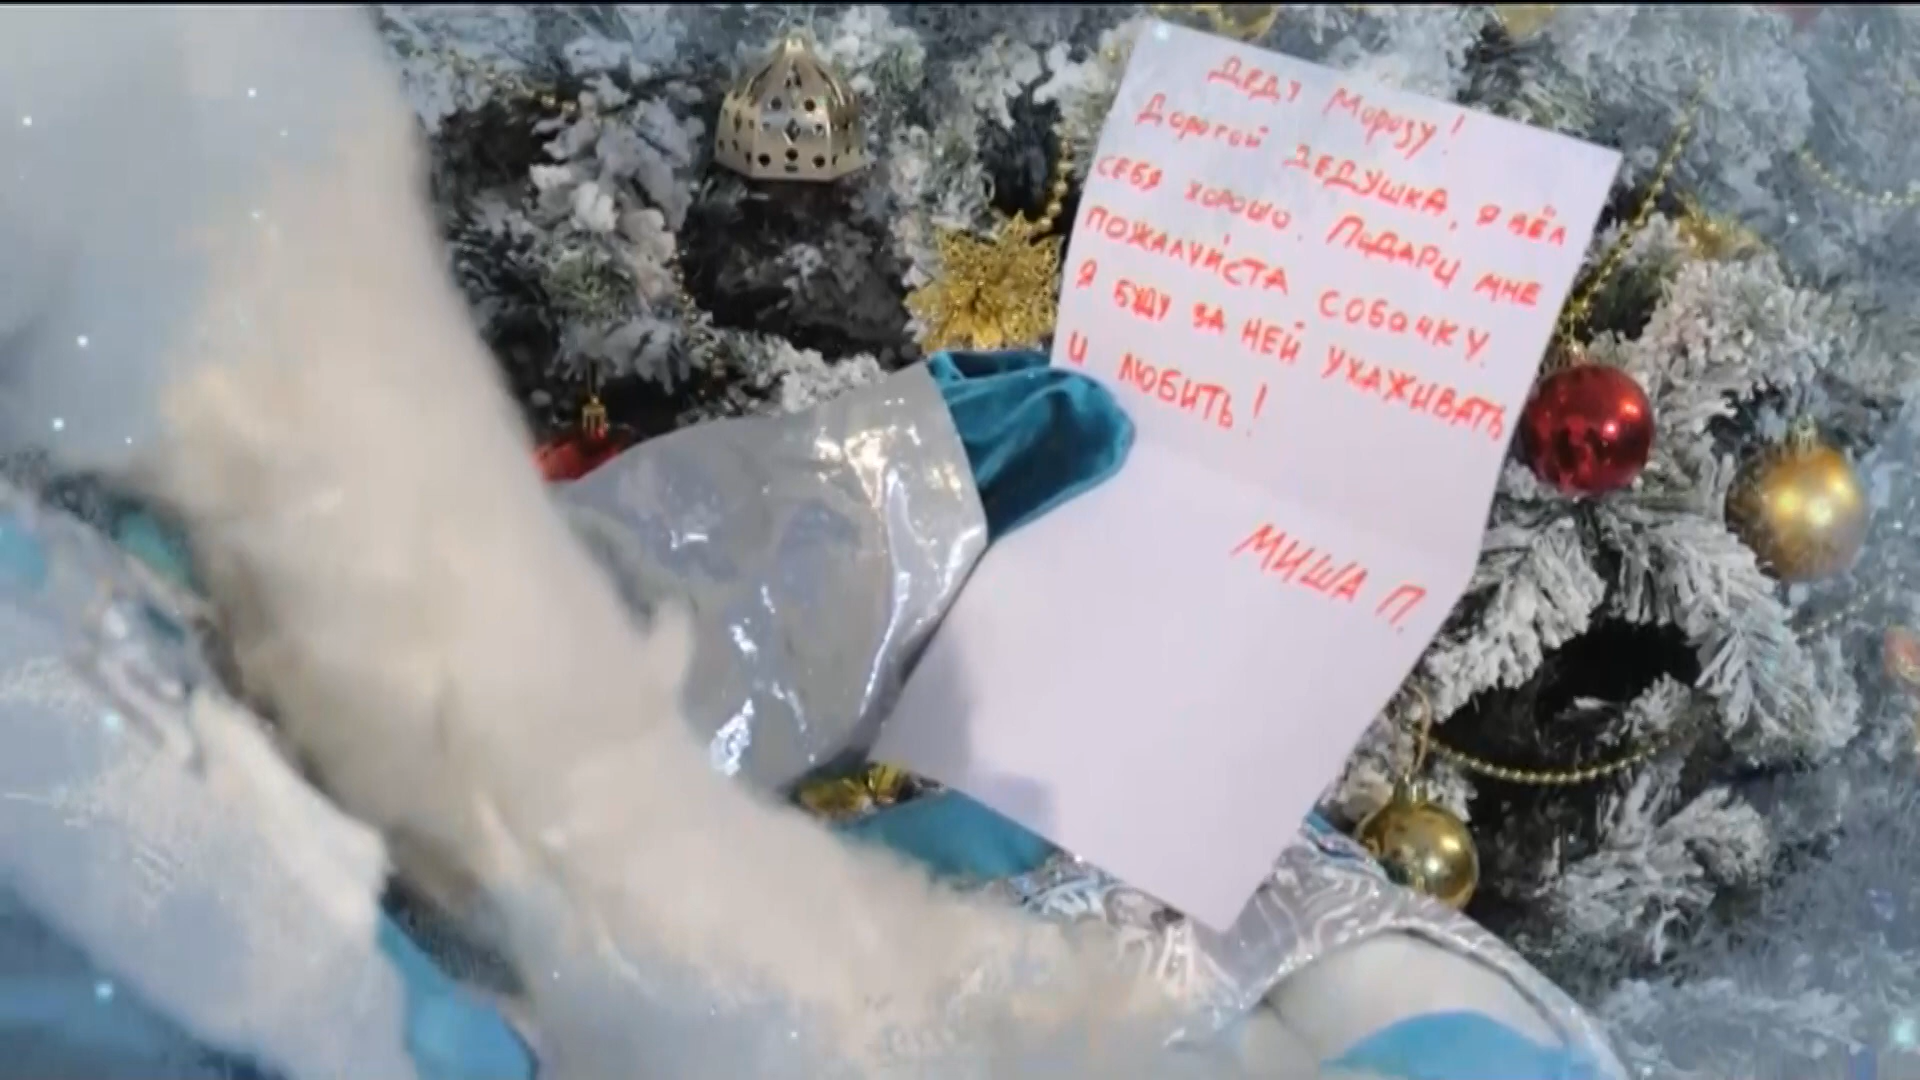 Деду Морозу!
Дорогой дедушка, я вёл
себя хорошо. Подари мне
пожалуйста собачку.
Я буду за ней ухаживать
и любить!
Миша П.